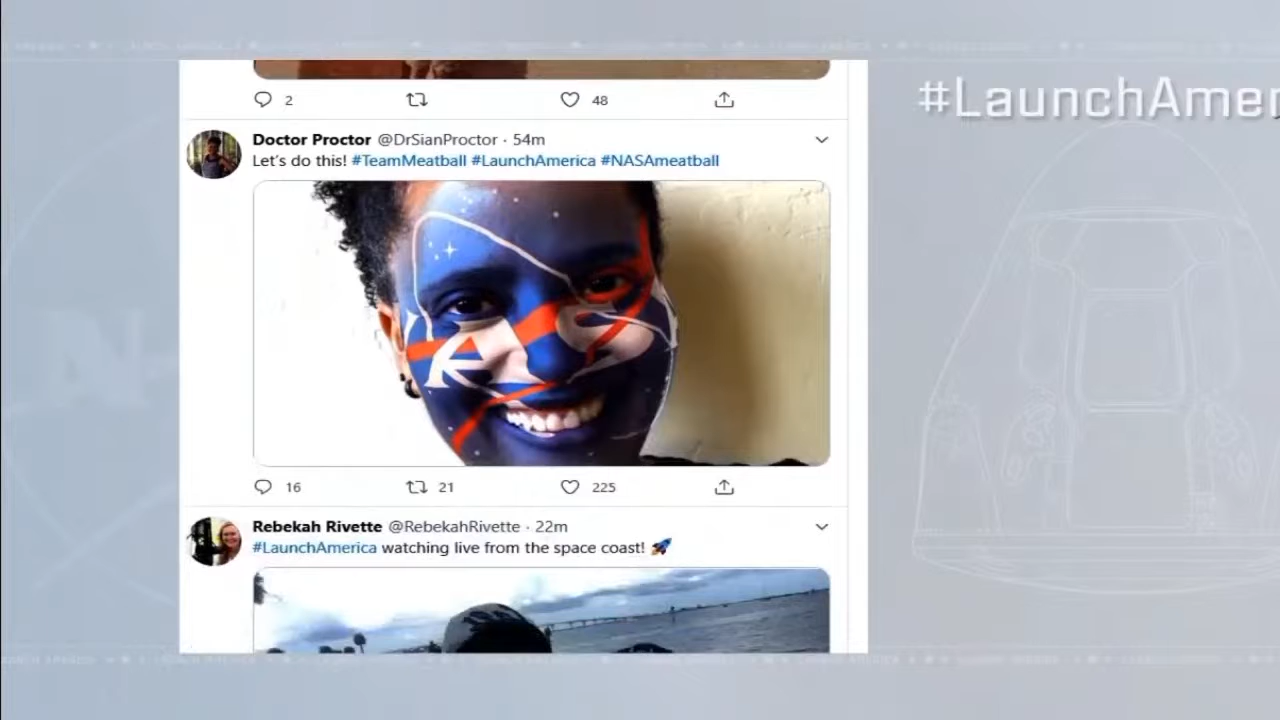 #LaunchAmer
2
48
Doctor Proctor @DrSianProctor · 54m
Let's do this! #TeamMeatball #LaunchAmerica #NASAmeatball
16
21
225
Rebekah Rivette @RebekahRivette · 22m
#LaunchAmerica watching live from the space coast! 🚀